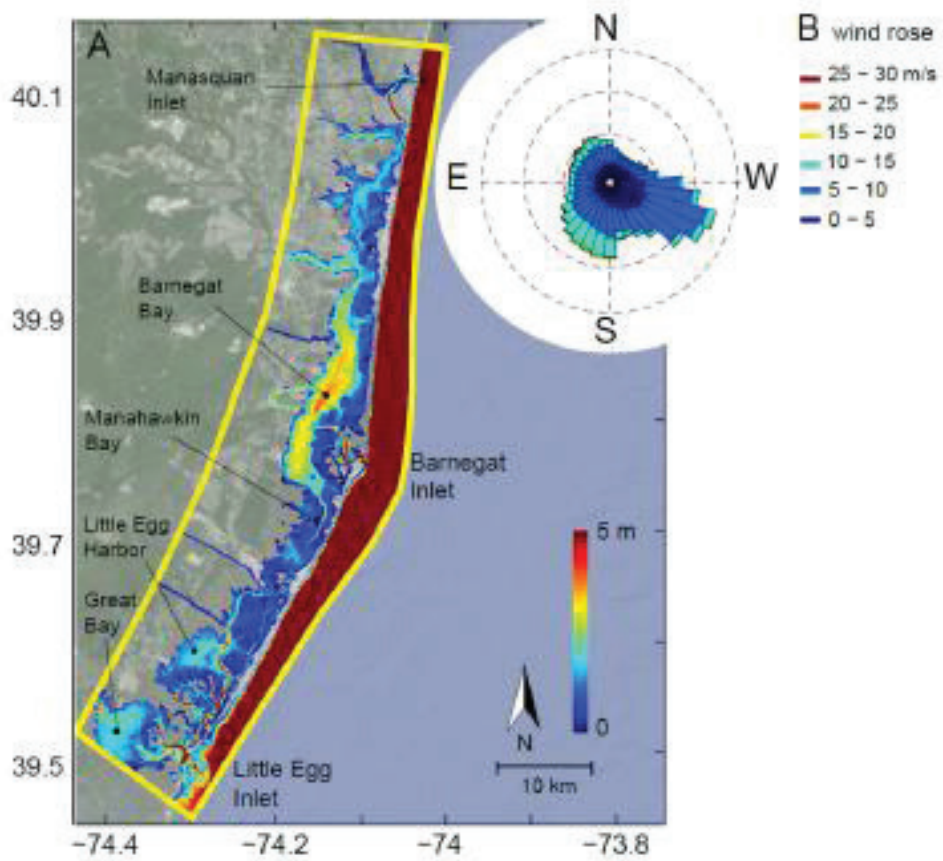 A
Manasquan
Inlet
Barnegat
Bay
Manahawkin
Bay
Little Egg
Harbor
Great
Bay
Barnegat
Inlet
Little Egg
Inlet
5 m
0
N
10 km
40.1
39.9
39.7
39.5
−74.4
−74.2
−74
−73.8
N
E
W
S
B wind rose
25 – 30 m/s
20 – 25
15 – 20
10 – 15
5 – 10
0 – 5